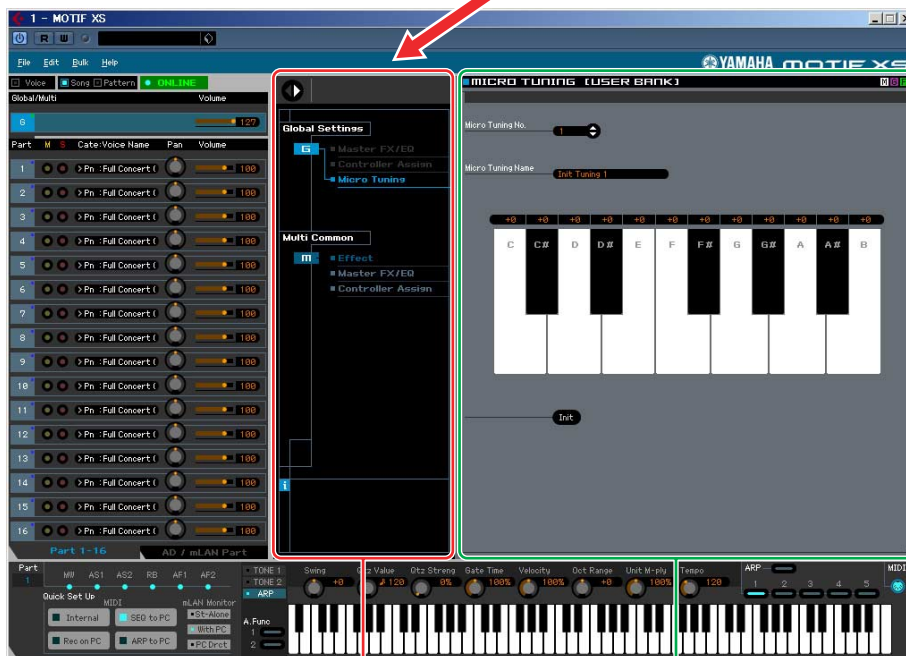 1 - MOTIF XS
R W
File Edit Bulk Help
YAMAHA MOTIF XS
Voice Song Pattern ONLINE
Global/Multi Volume
G 127
Part M S Cate:Voice Name Pan Volume
1 >Pn :Full Concert ( 100
2 >Pn :Full Concert ( 100
3 >Pn :Full Concert ( 100
4 >Pn :Full Concert ( 100
5 >Pn :Full Concert ( 100
6 >Pn :Full Concert ( 100
7 >Pn :Full Concert ( 100
8 >Pn :Full Concert ( 100
9 >Pn :Full Concert ( 100
10 >Pn :Full Concert ( 100
11 >Pn :Full Concert ( 100
12 >Pn :Full Concert ( 100
13 >Pn :Full Concert ( 100
14 >Pn :Full Concert ( 100
15 >Pn :Full Concert ( 100
16 >Pn :Full Concert ( 100
Part 1-16 AD / mLAN Part
Global Settings
G Master FX/EQ
Controller Assign
Micro Tuning
Multi Common
m Effect
Master FX/EQ
Controller Assign
i
MICRO TUNING (USER BANK)
M G
Micro Tuning No. 1
Micro Tuning Name Init Tuning 1
+0 +0 +0 +0 +0 +0 +0 +0 +0 +0 +0 +0
C C# D D# E F F# G G# A A# B
Init
Part
1
MW AS1 AS2 RB AF1 AF2
Quick Set Up
MIDI mLAN Monitor
Internal SEQ to PC St-Alone
With PC
Rec on PC ARP to PC PC Drct
TONE 1
TONE 2
ARP
A.Func
1
2
Swing Qtz Value Qtz Streng Gate Time Velocity Oct Range Unit M-ply Tempo ARP MIDI
+0 120 0% 100% 100% +0 100% 120 1 2 3 4 5